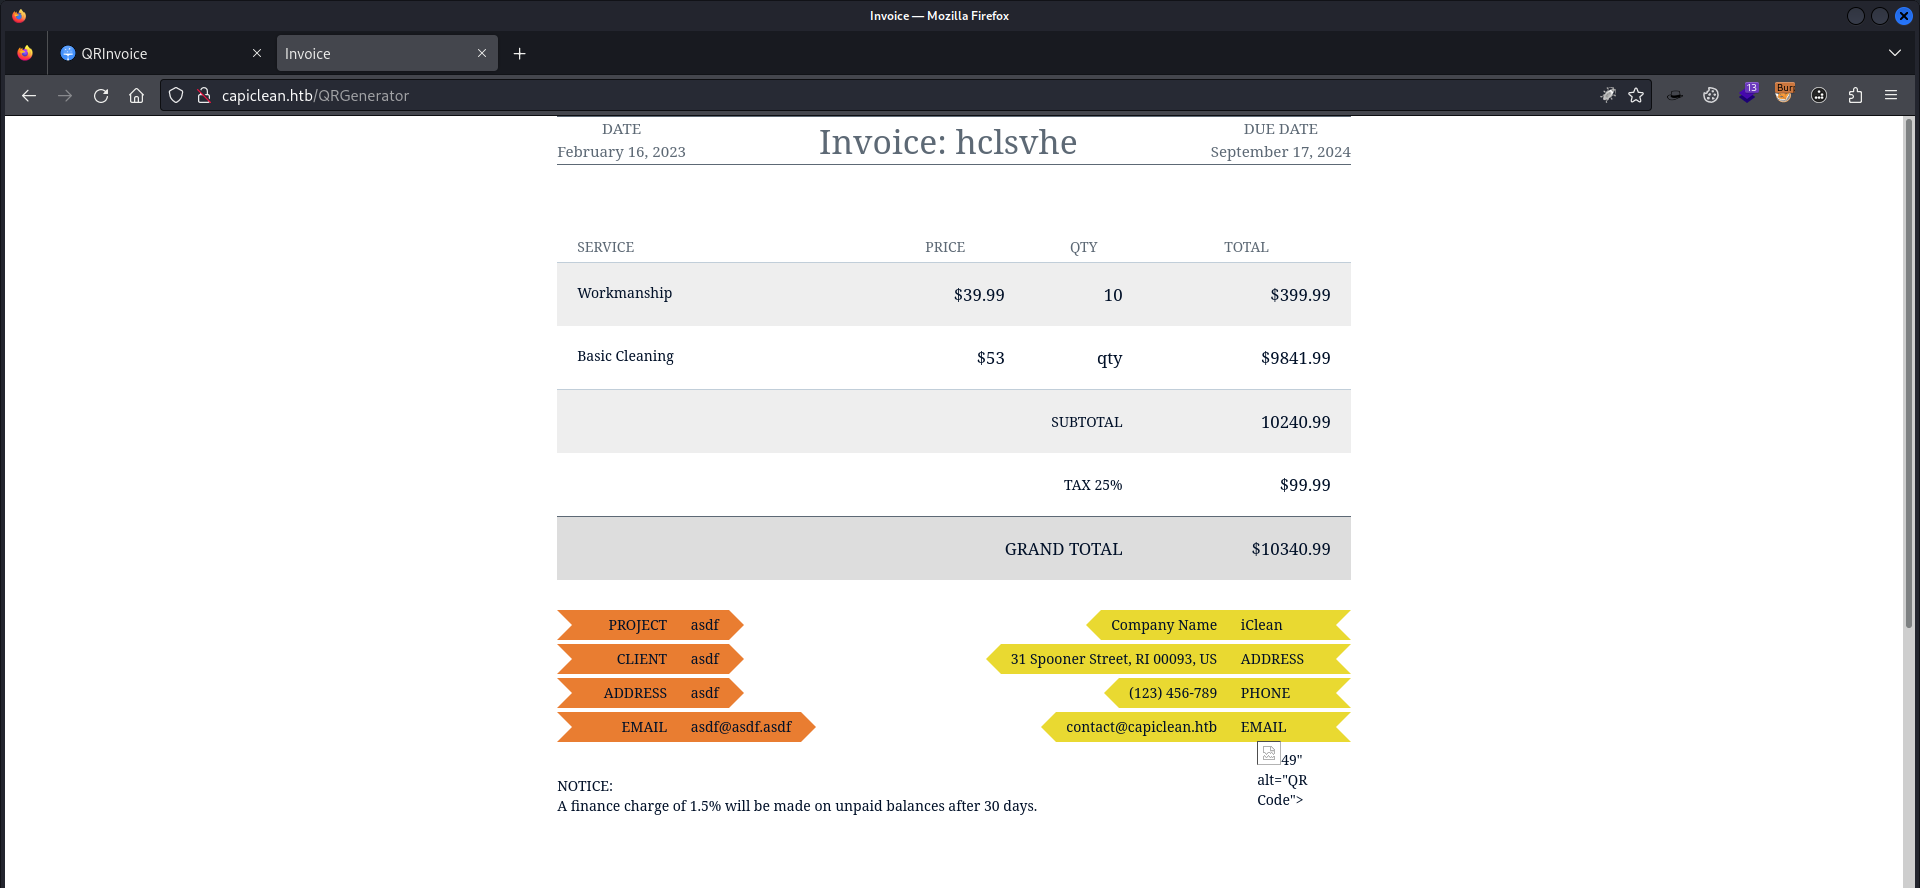 Invoice — Mozilla Firefox
QRInvoice
Invoice
capiclean.htb/QRGenerator
13
Bur
DATE
February 16, 2023
Invoice: hclsvhe
DUE DATE
September 17, 2024
SERVICE PRICE QTY TOTAL
Workmanship $39.99 10 $399.99
Basic Cleaning $53 qty $9841.99
SUBTOTAL 10240.99
TAX 25% $99.99
GRAND TOTAL $10340.99
PROJECT asdf
CLIENT asdf
ADDRESS asdf
EMAIL asdf@asdf.asdf
Company Name iClean
31 Spooner Street, RI 00093, US ADDRESS
(123) 456-789 PHONE
contact@capiclean.htb EMAIL
49"
alt="QR
Code">
NOTICE:
A finance charge of 1.5% will be made on unpaid balances after 30 days.